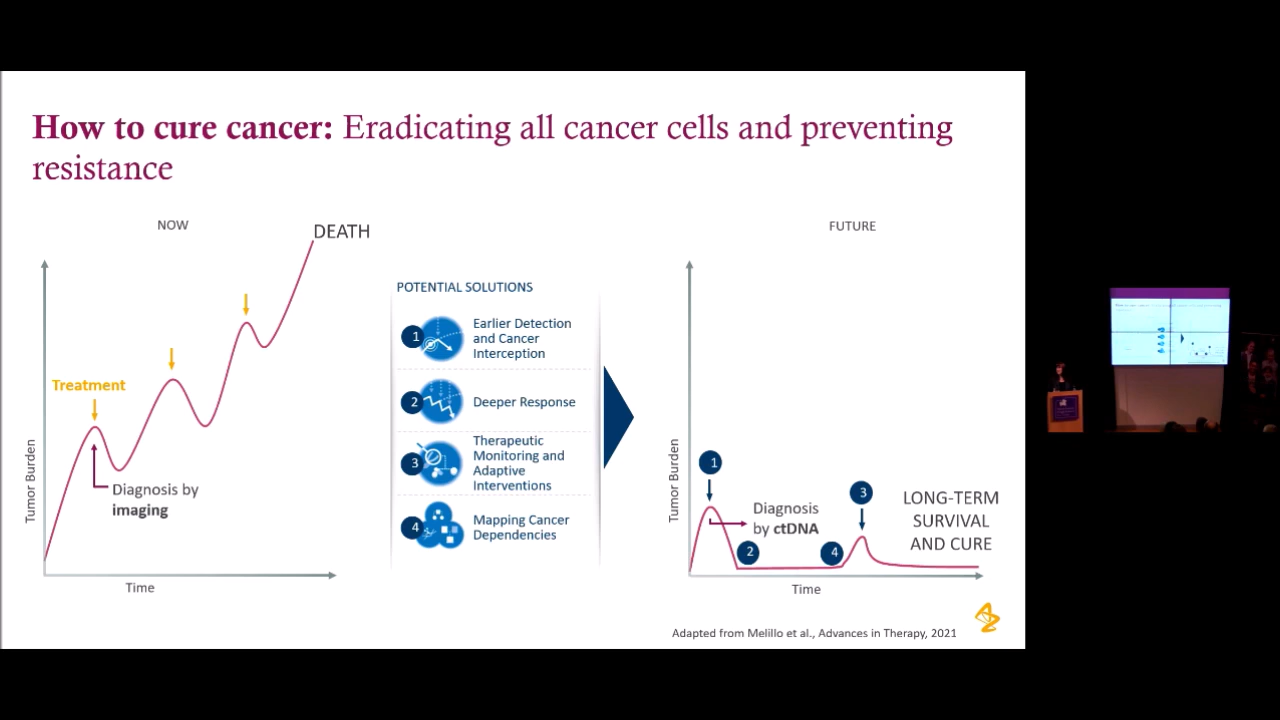 How to cure cancer: Eradicating all cancer cells and preventing
resistance
NOW
DEATH
Treatment
Diagnosis by
imaging
Tumor Burden
Time
POTENTIAL SOLUTIONS
1
Earlier Detection
and Cancer
Interception
2
Deeper Response
3
Therapeutic
Monitoring and
Adaptive
Interventions
4
Mapping Cancer
Dependencies
FUTURE
Tumor Burden
1
Diagnosis
by ctDNA
2
4
3
LONG-TERM
SURVIVAL
AND CURE
Time
Adapted from Melillo et al., Advances in Therapy, 2021